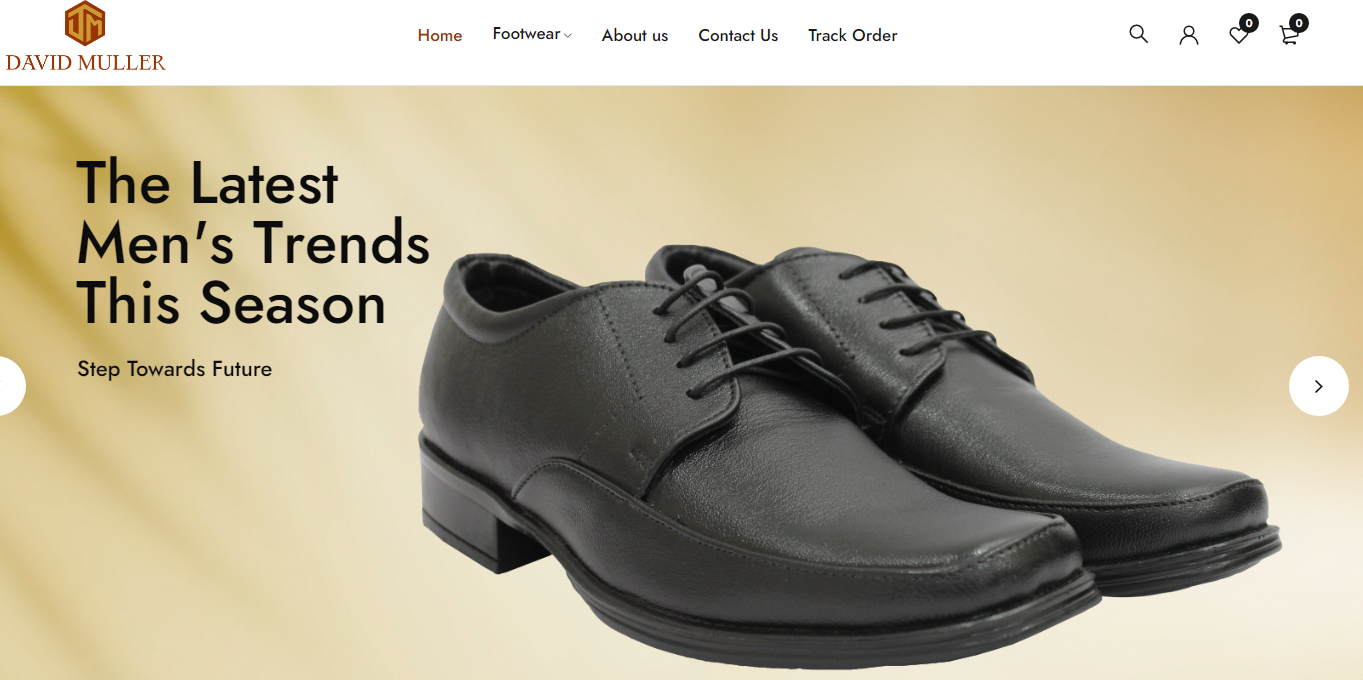 DAVID MULLER
Home Footwear About us Contact Us Track Order
0 0
The Latest
Men's Trends
This Season
Step Towards Future